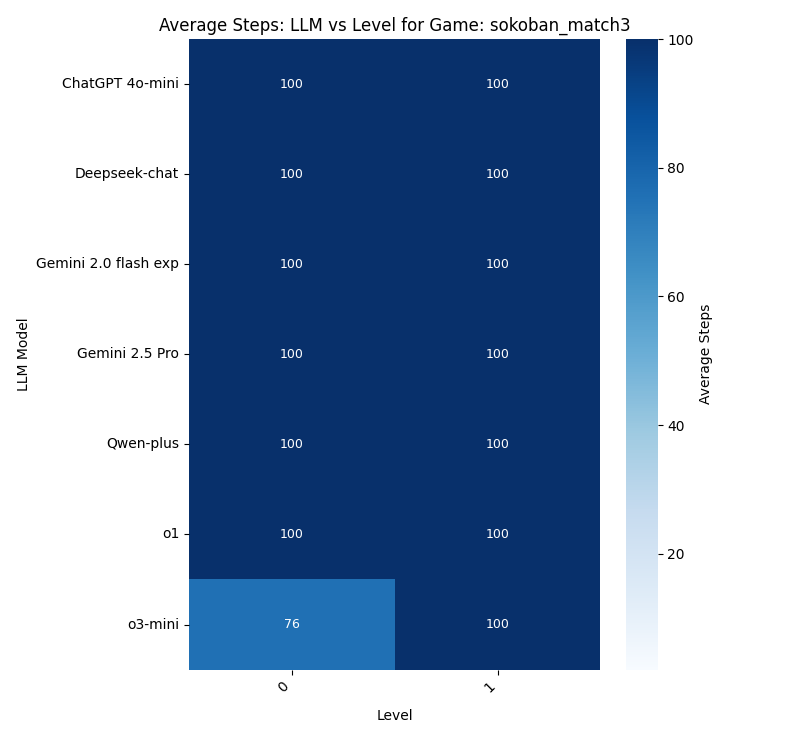 Average Steps: LLM vs Level for Game: sokoban_match3
LLM Model
ChatGPT 4o-mini 100 100
Deepseek-chat 100 100
Gemini 2.0 flash exp 100 100
Gemini 2.5 Pro 100 100
Qwen-plus 100 100
o1 100 100
o3-mini 76 100
0 1
Level
100
80
60
40
20
Average Steps